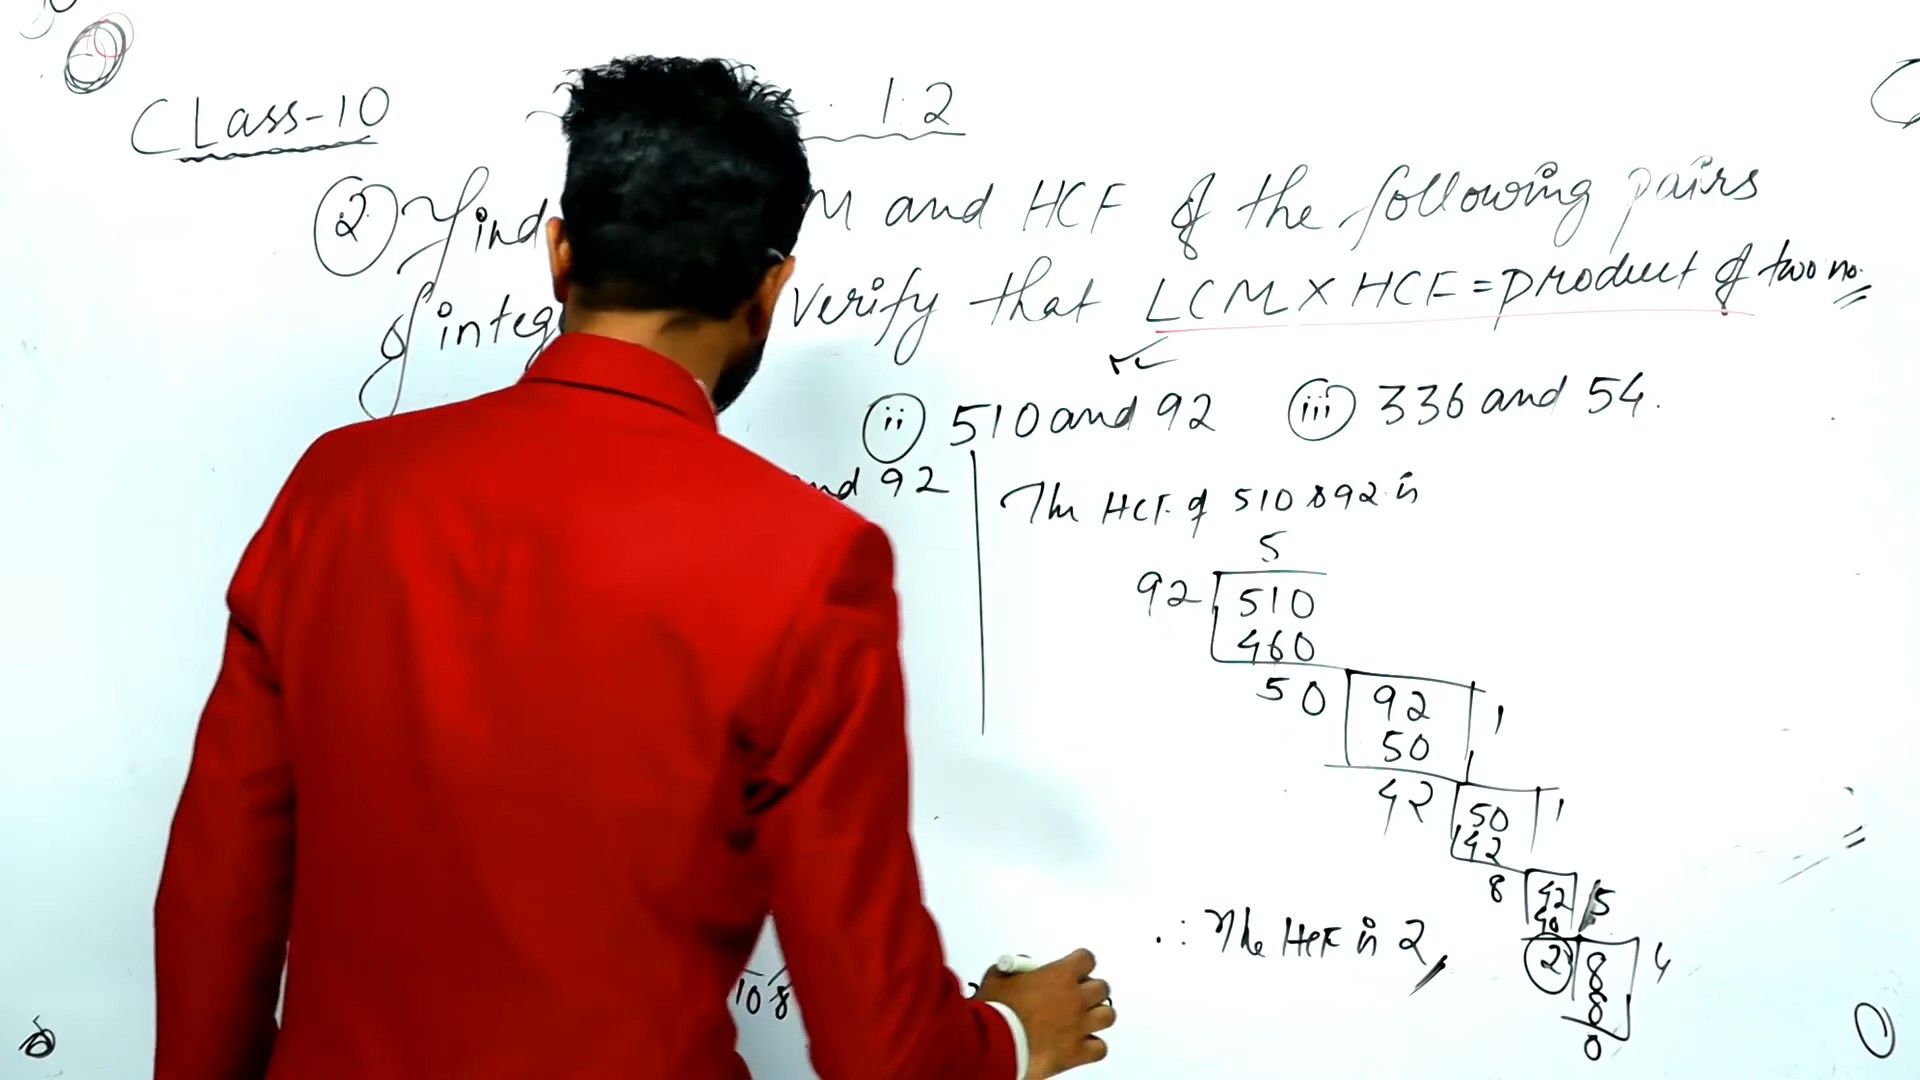 CLass-10 1.2
② find M and HCF of the following pairs
of integ verify that LCM X HCF = product of two no.
ii 510 and 92 iii 336 and 54.
and 92
The HCF of 510 & 92 is
5
92 510
460
50 92 1
50
42 50 1
42
8 42 5
40
∴ The HCF is 2, 2 8 4
8
0
108